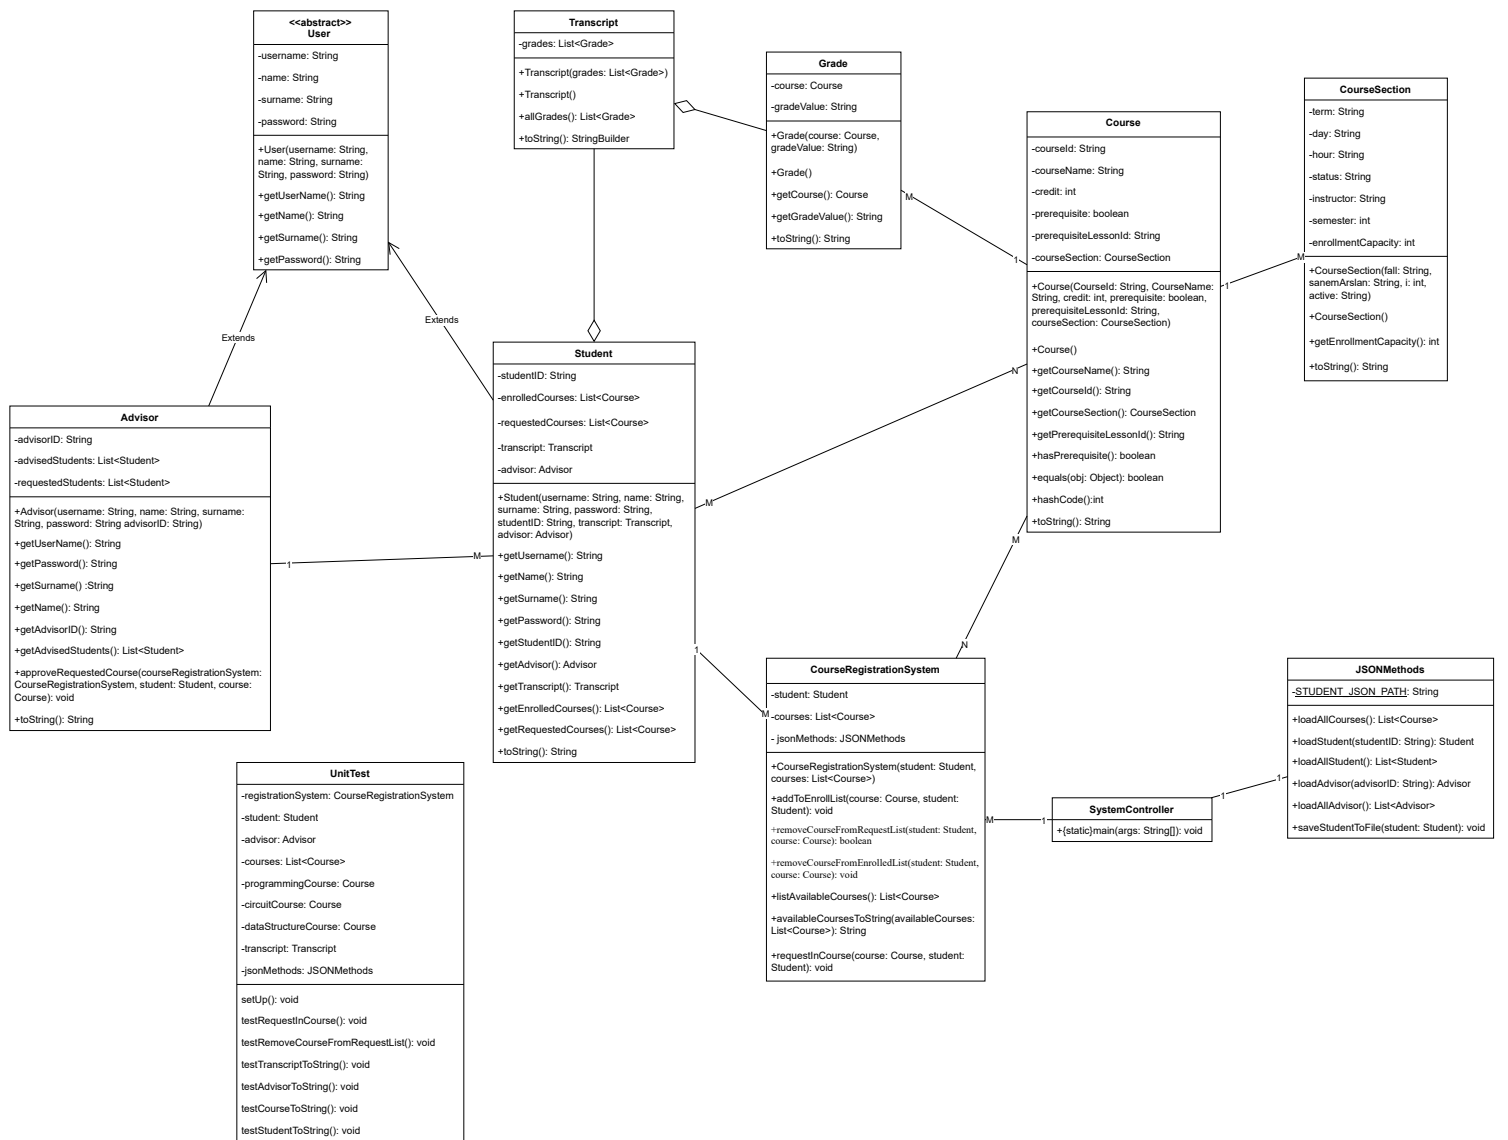 <<abstract>>
User
-username: String
-name: String
-surname: String
-password: String
+User(username: String,
name: String, surname:
String, password: String)
+getUserName(): String
+getName(): String
+getSurname(): String
+getPassword(): String
Transcript
-grades: List<Grade>
+Transcript(grades: List<Grade>)
+Transcript()
+allGrades(): List<Grade>
+toString(): StringBuilder
Grade
-course: Course
-gradeValue: String
+Grade(course: Course,
gradeValue: String)
+Grade()
+getCourse(): Course
+getGradeValue(): String
+toString(): String
M
1
Course
-courseId: String
-courseName: String
-credit: int
-prerequisite: boolean
-prerequisiteLessonId: String
-courseSection: CourseSection
+Course(CourseId: String, CourseName:
String, credit: int, prerequisite: boolean,
prerequisiteLessonId: String,
courseSection: CourseSection)
+Course()
+getCourseName(): String
+getCourseId(): String
+getCourseSection(): CourseSection
+getPrerequisiteLessonId(): String
+hasPrerequisite(): boolean
+equals(obj: Object): boolean
+hashCode():int
+toString(): String
1
M
CourseSection
-term: String
-day: String
-hour: String
-status: String
-instructor: String
-semester: int
-enrollmentCapacity: int
+CourseSection(fall: String,
sanemArslan: String, i: int,
active: String)
+CourseSection()
+getEnrollmentCapacity(): int
+toString(): String
Extends
Extends
Advisor
-advisorID: String
-advisedStudents: List<Student>
-requestedStudents: List<Student>
+Advisor(username: String, name: String, surname:
String, password: String advisorID: String)
+getUserName(): String
+getPassword(): String
+getSurname() :String
+getName(): String
+getAdvisorID(): String
+getAdvisedStudents(): List<Student>
+approveRequestedCourse(courseRegistrationSystem:
CourseRegistrationSystem, student: Student, course:
Course): void
+toString(): String
1
M
Student
-studentID: String
-enrolledCourses: List<Course>
-requestedCourses: List<Course>
-transcript: Transcript
-advisor: Advisor
+Student(username: String, name: String,
surname: String, password: String,
studentID: String, transcript: Transcript,
advisor: Advisor)
+getUsername(): String
+getName(): String
+getSurname(): String
+getPassword(): String
+getStudentID(): String
+getAdvisor(): Advisor
+getTranscript(): Transcript
+getEnrolledCourses(): List<Course>
+getRequestedCourses(): List<Course>
+toString(): String
M
N
1
M
M
N
CourseRegistrationSystem
-student: Student
-courses: List<Course>
- jsonMethods: JSONMethods
+CourseRegistrationSystem(student: Student,
courses: List<Course>)
+addToEnrollList(course: Course, student:
Student): void
+removeCourseFromRequestList(student: Student,
course: Course): boolean
+removeCourseFromEnrolledList(student: Student,
course: Course): void
+listAvailableCourses(): List<Course>
+availableCoursesToString(availableCourses:
List<Course>): String
+requestInCourse(course: Course, student:
Student): void
M
1
SystemController
+{static}main(args: String[]): void
1
1
JSONMethods
-STUDENT_JSON_PATH: String
+loadAllCourses(): List<Course>
+loadStudent(studentID: String): Student
+loadAllStudent(): List<Student>
+loadAdvisor(advisorID: String): Advisor
+loadAllAdvisor(): List<Advisor>
+saveStudentToFile(student: Student): void
UnitTest
-registrationSystem: CourseRegistrationSystem
-student: Student
-advisor: Advisor
-courses: List<Course>
-programmingCourse: Course
-circuitCourse: Course
-dataStructureCourse: Course
-transcript: Transcript
-jsonMethods: JSONMethods
setUp(): void
testRequestInCourse(): void
testRemoveCourseFromRequestList(): void
testTranscriptToString(): void
testAdvisorToString(): void
testCourseToString(): void
testStudentToString(): void